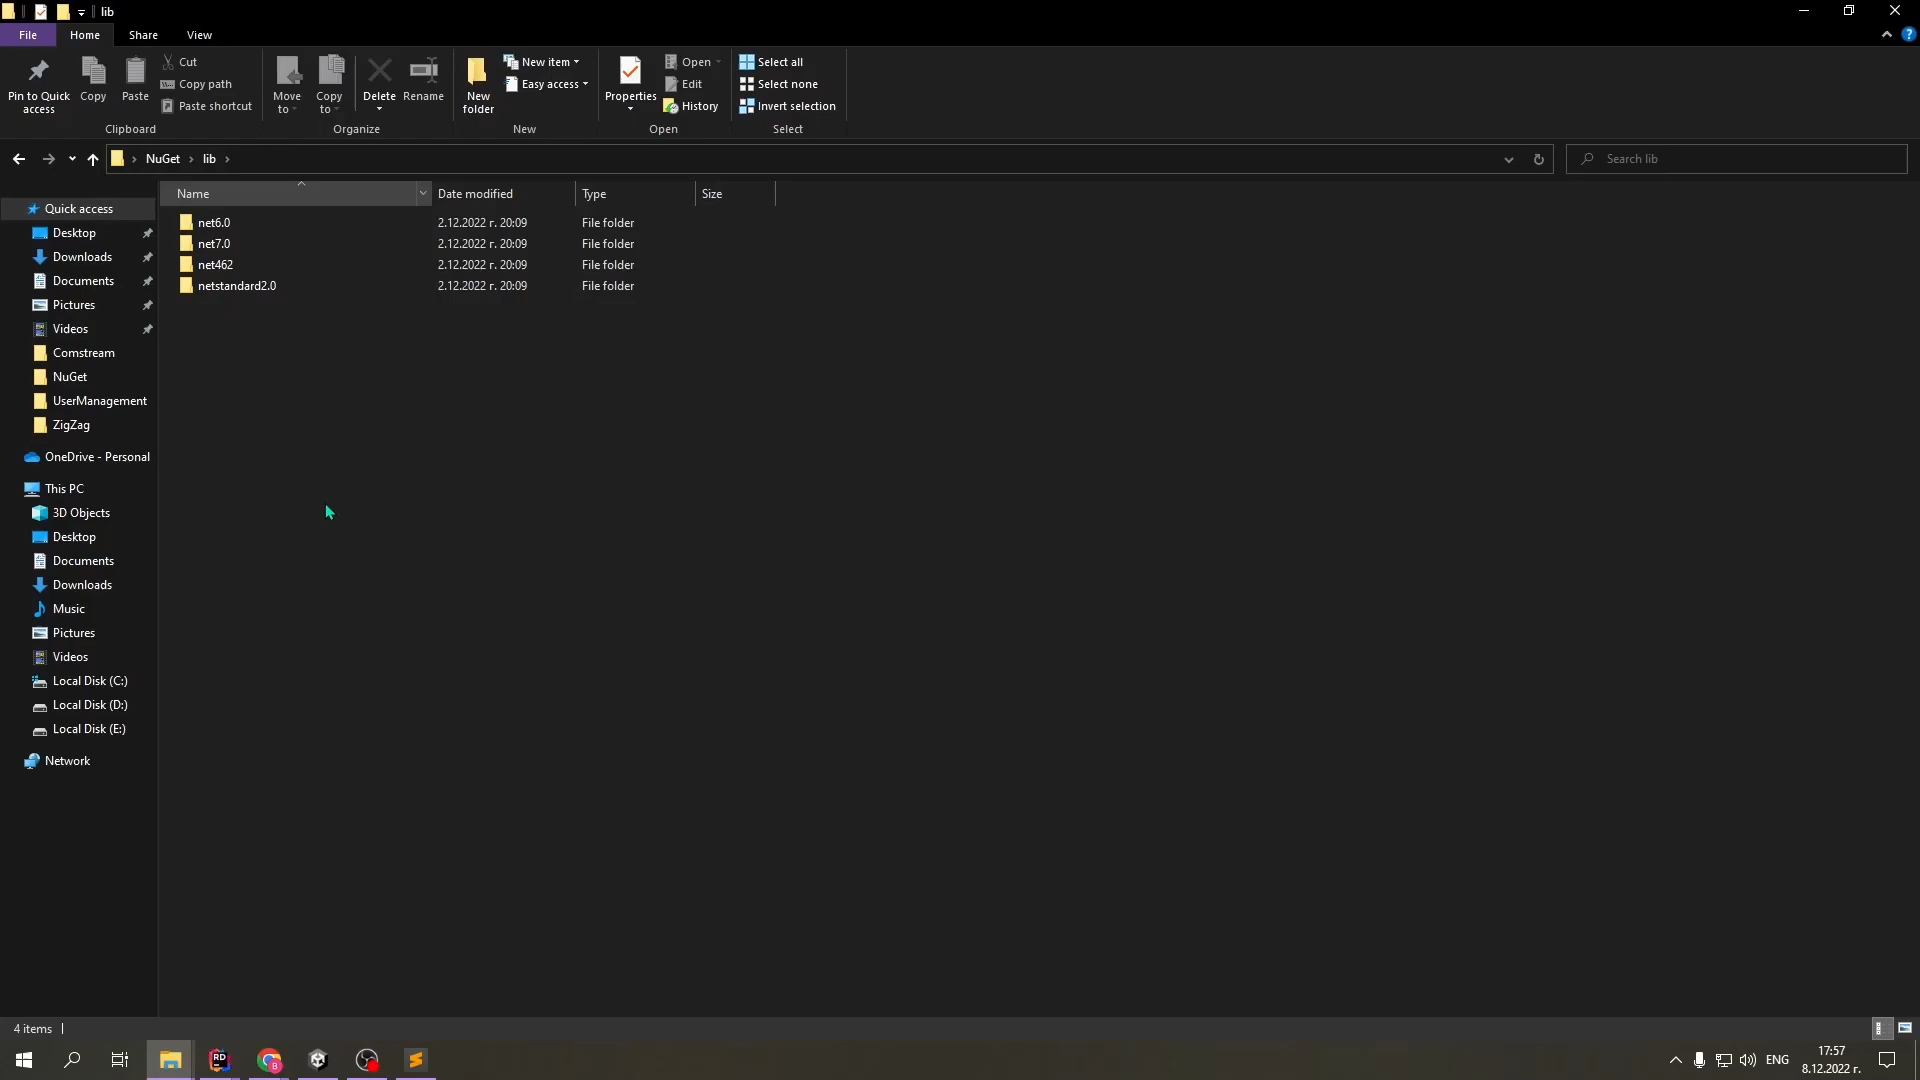 lib
File
Home
Share
View
Pin to Quick
access
Copy
Paste
Cut
Copy path
Paste shortcut
Clipboard
Move
to
Copy
to
Delete
Rename
Organize
New
folder
New item
Easy access
New
Properties
Open
Edit
History
Open
Select all
Select none
Invert selection
Select
NuGet
lib
Search lib
Name
Date modified
Type
Size
net6.0
2.12.2022 г. 20:09
File folder
net7.0
2.12.2022 г. 20:09
File folder
net462
2.12.2022 г. 20:09
File folder
netstandard2.0
2.12.2022 г. 20:09
File folder
Quick access
Desktop
Downloads
Documents
Pictures
Videos
Comstream
NuGet
UserManagement
ZigZag
OneDrive - Personal
This PC
3D Objects
Desktop
Documents
Downloads
Music
Pictures
Videos
Local Disk (C:)
Local Disk (D:)
Local Disk (E:)
Network
4 items
RD
B
ENG
17:57
8.12.2022 г.